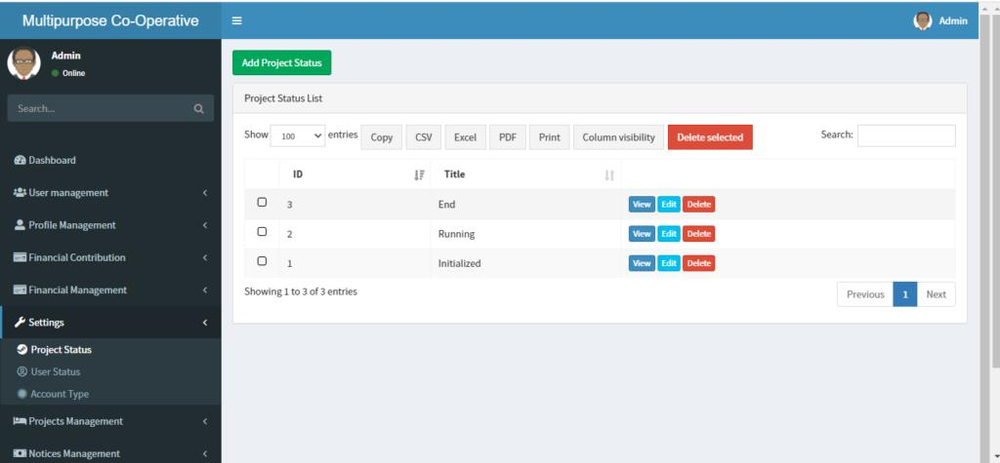 Multipurpose Co-Operative
Admin
Admin
Online
Search...
Dashboard
User management
Profile Management
Financial Contribution
Financial Management
Settings
Project Status
User Status
Account Type
Projects Management
Notices Management
Add Project Status
Project Status List
Show 100 entries Copy CSV Excel PDF Print Column visibility Delete selected Search:
ID Title
3 End View Edit Delete
2 Running View Edit Delete
1 Initialized View Edit Delete
Showing 1 to 3 of 3 entries Previous 1 Next